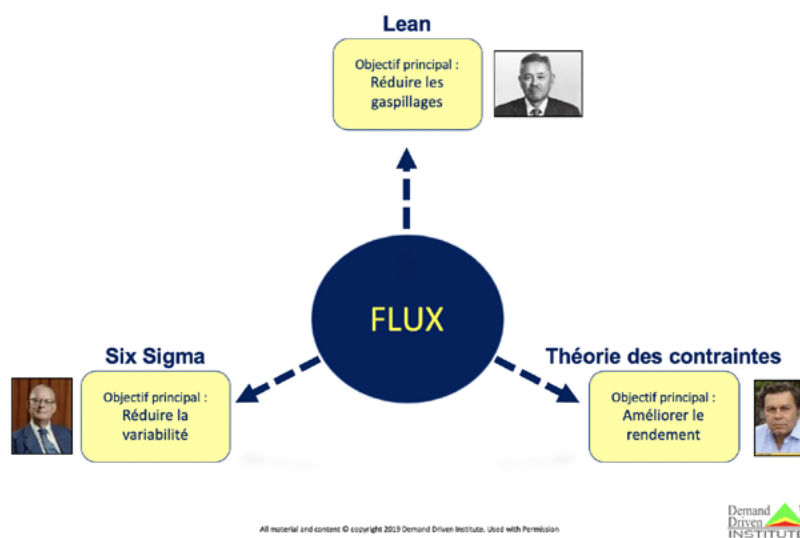 Lean
Objectif principal :
Réduire les
gaspillages
FLUX
Six Sigma
Objectif principal :
Réduire la
variabilité
Théorie des contraintes
Objectif principal :
Améliorer le
rendement
All material and content © copyright 2019 Demand Driven Institute. Used with Permission
Demand
Driven
INSTITUTE